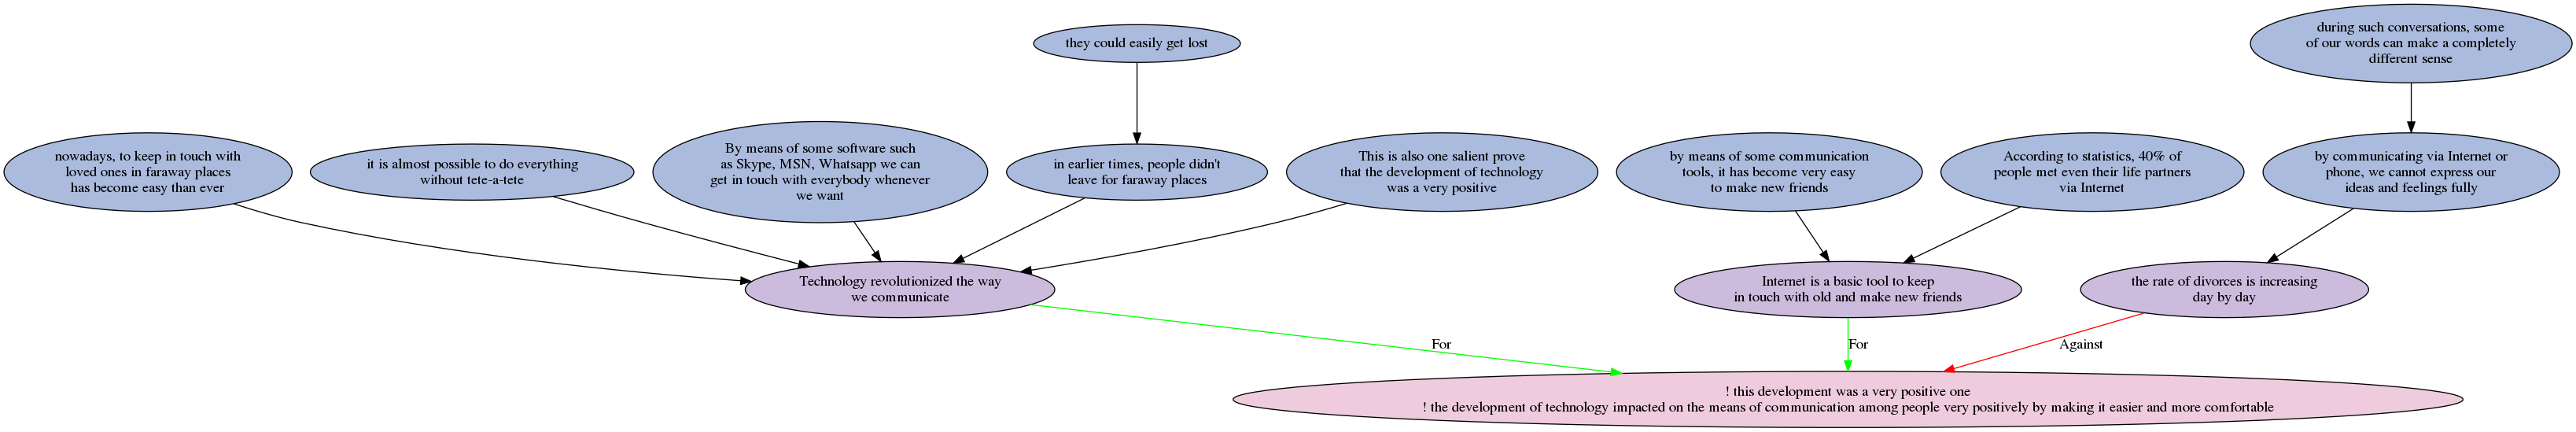 they could easily get lost
during such conversations, some
of our words can make a completely
different sense
nowadays, to keep in touch with
loved ones in faraway places
has become easy than ever
it is almost possible to do everything
without tete-a-tete
By means of some software such
as Skype, MSN, Whatsapp we can
get in touch with everybody whenever
we want
in earlier times, people didn't
leave for faraway places
This is also one salient prove
that the development of technology
was a very positive
by means of some communication
tools, it has become very easy
to make new friends
According to statistics, 40% of
people met even their life partners
via Internet
by communicating via Internet or
phone, we cannot express our
ideas and feelings fully
Technology revolutionized the way
we communicate
Internet is a basic tool to keep
in touch with old and make new friends
the rate of divorces is increasing
day by day
For
For
Against
! this development was a very positive one
! the development of technology impacted on the means of communication among people very positively by making it easier and more comfortable